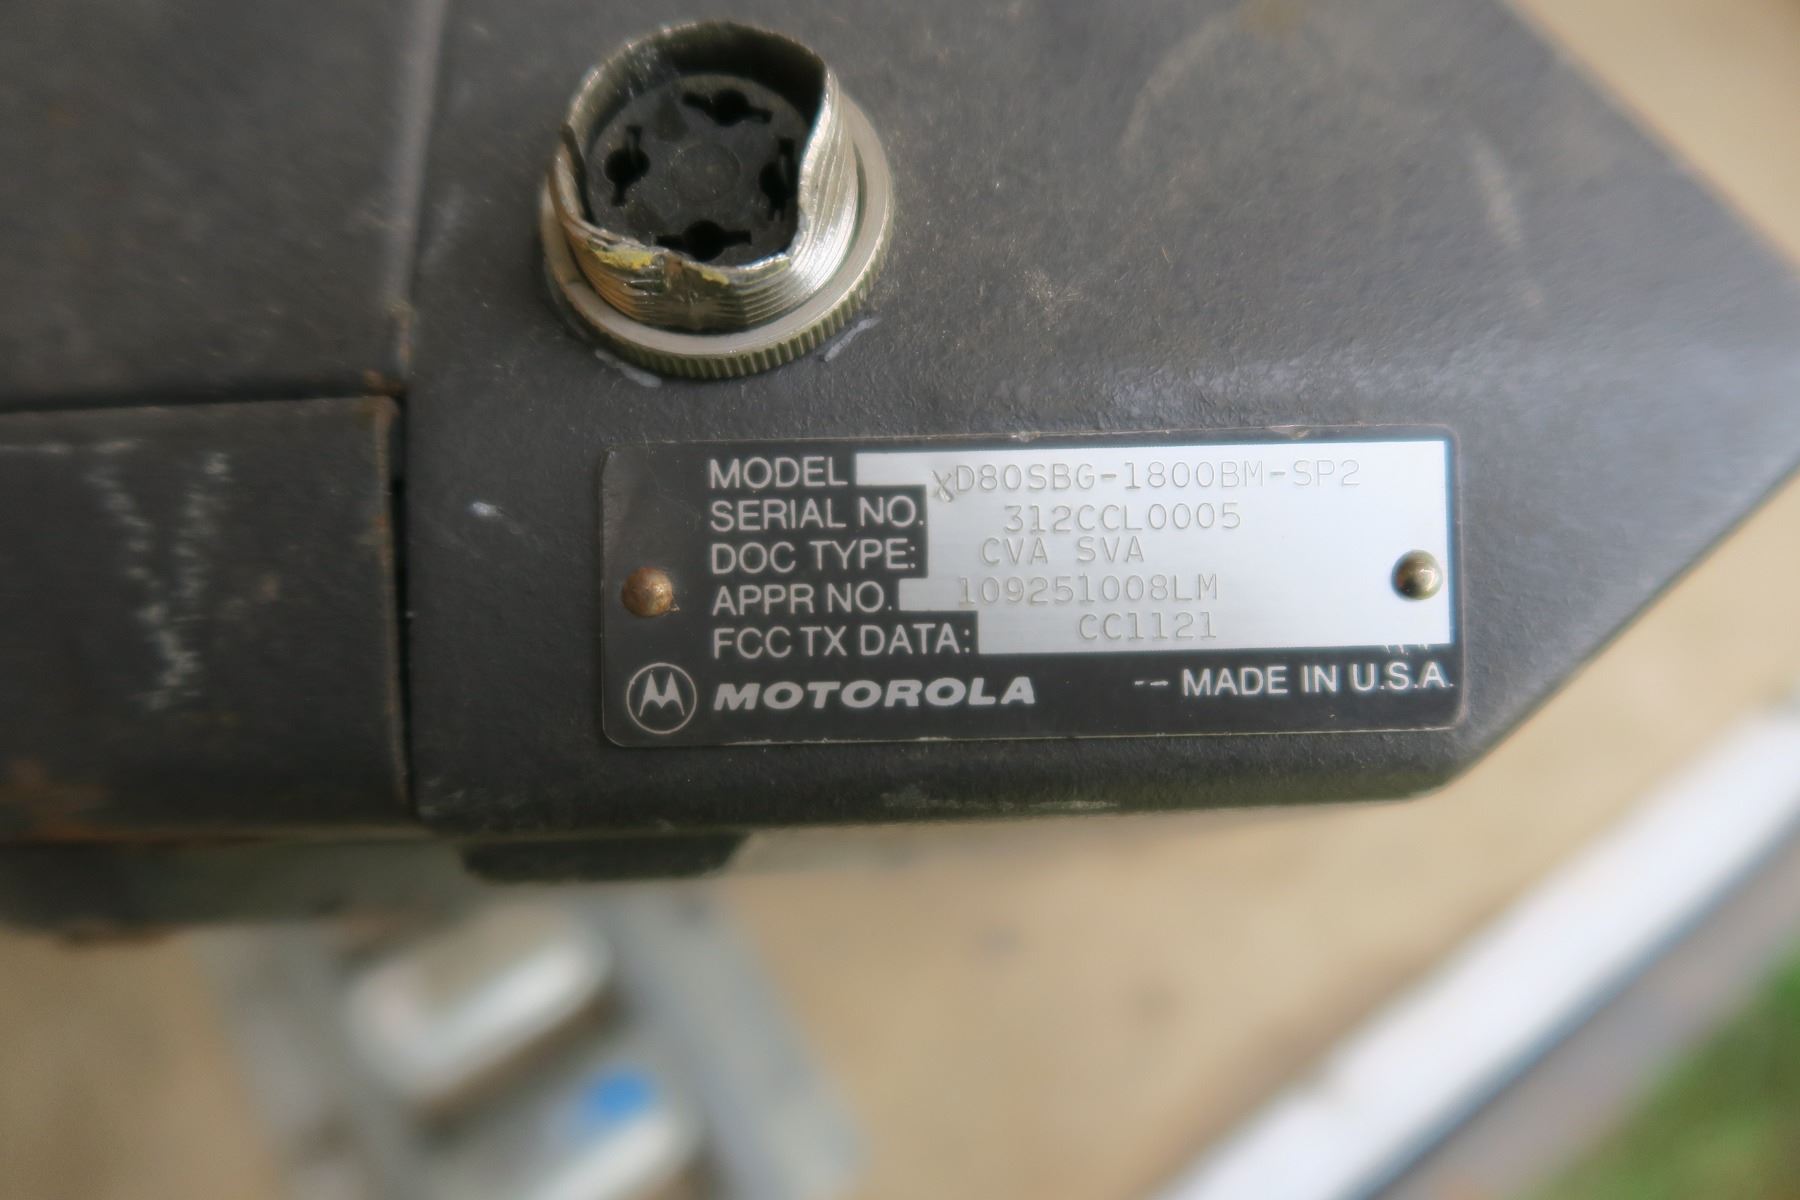 MODEL XD80SBG-1800BM-SP2
SERIAL NO. 312CCL0005
DOC TYPE: CVA SVA
APPR NO. 109251008LM
FCC TX DATA: CC1121
MOTOROLA -- MADE IN U.S.A.